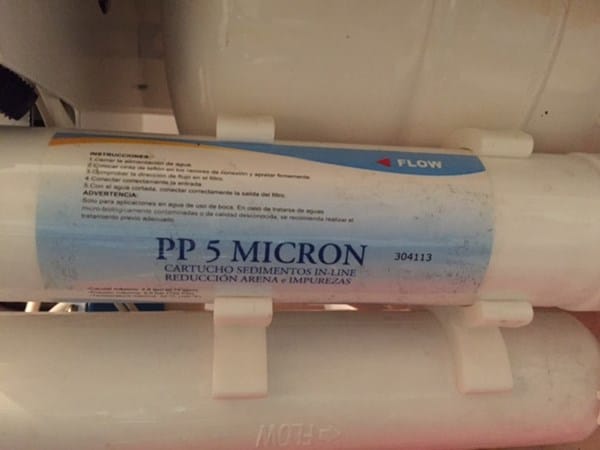 INSTRUCCIONES:
1.Cerrar la alimentación de agua.
2.Colocar cinta de teflón en los racores de conexión y apretar firmemente.
3.Comprobar la dirección de flujo en el filtro.
4.Conectar correctamente la entrada
5.Con el agua cortada, conectar correctamente la salida del filtro.
ADVERTENCIA:
Solo para aplicaciones en agua de uso de boca. En caso de tratarse de aguas
micro-biológicamente contaminadas o de calidad desconocida, se recomienda realizar el
tratamiento previo adecuado.
FLOW
PP 5 MICRON
304113
CARTUCHO SEDIMENTOS IN-LINE
REDUCCIÓN ARENA e IMPUREZAS
FLOW